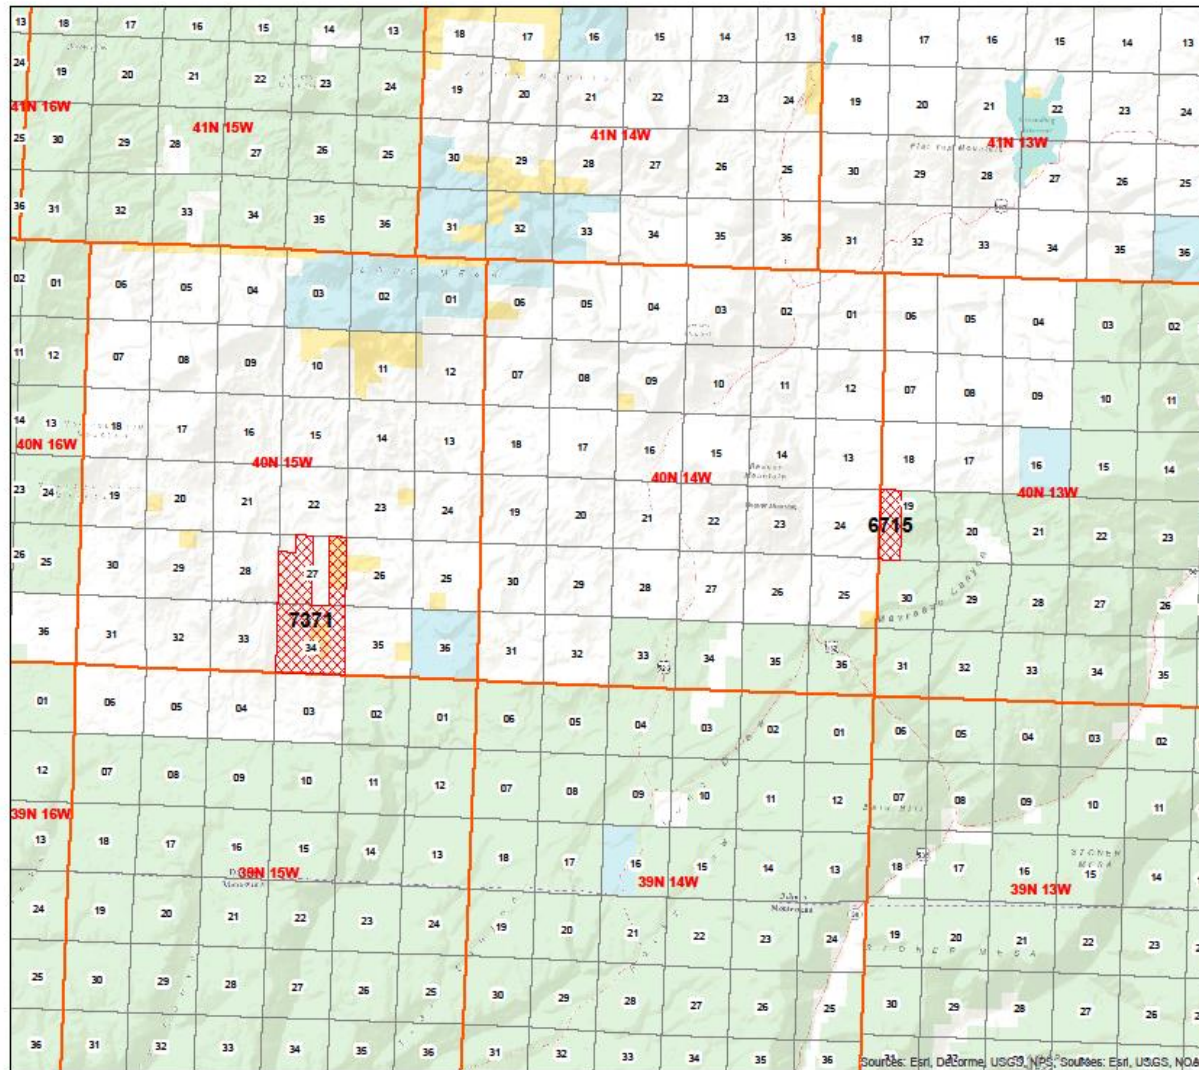 13 18 17 16 15 14 13 18 17 16 15 14 13 18 17 16 15 14 13
24 19 20 21 22 23 24 19 20 21 22 23 24 19 20 21 22 23 24
41N 16W 41N 15W 41N 14W 41N 13W
Flat Top Mountain
25 30 29 28 27 26 25 30 29 28 27 26 25 30 29 28 27 26 25
36 31 32 33 34 35 36 31 32 33 34 35 36 31 32 33 34 35 36
02 01 06 05 04 03 02 01 06 05 04 03 02 01 06 05 04 03 02
11 12 07 08 09 10 11 12 07 08 09 10 11 12 07 08 09 10 11
14 13 18 17 16 15 14 13 18 17 16 15 14 13 18 17 16 15 14
40N 16W 40N 15W 40N 14W 40N 13W
Beaver
Mountain
23 24 19 20 21 22 23 24 19 20 21 22 23 24 19 20 21 22 23
6715
26 25 30 29 28 27 26 25 30 29 28 27 26 25 30 29 28 27 26
36 31 32 33 34 35 36 31 32 33 34 35 36 31 32 33 34 35
7371
01 06 05 04 03 02 01 06 05 04 03 02 01 06 05 04 03 02
12 07 08 09 10 11 12 07 08 09 10 11 12 07 08 09 10 11
39N 16W 39N 15W 39N 14W 39N 13W
13 18 17 16 15 14 13 18 17 16 15 14 13 18 17 16 15 14
STONER
MESA
24 19 20 21 22 23 24 19 20 21 22 23 24 19 20 21 22 23
STONER MESA
25 30 29 28 27 26 25 30 29 28 27 26 25 30 29 28 27 26
36 31 32 33 34 35 36 31 32 33 34 35 36
Sources: Esri, DeLorme, USGS, NPS; Sources: Esri, USGS, NOA